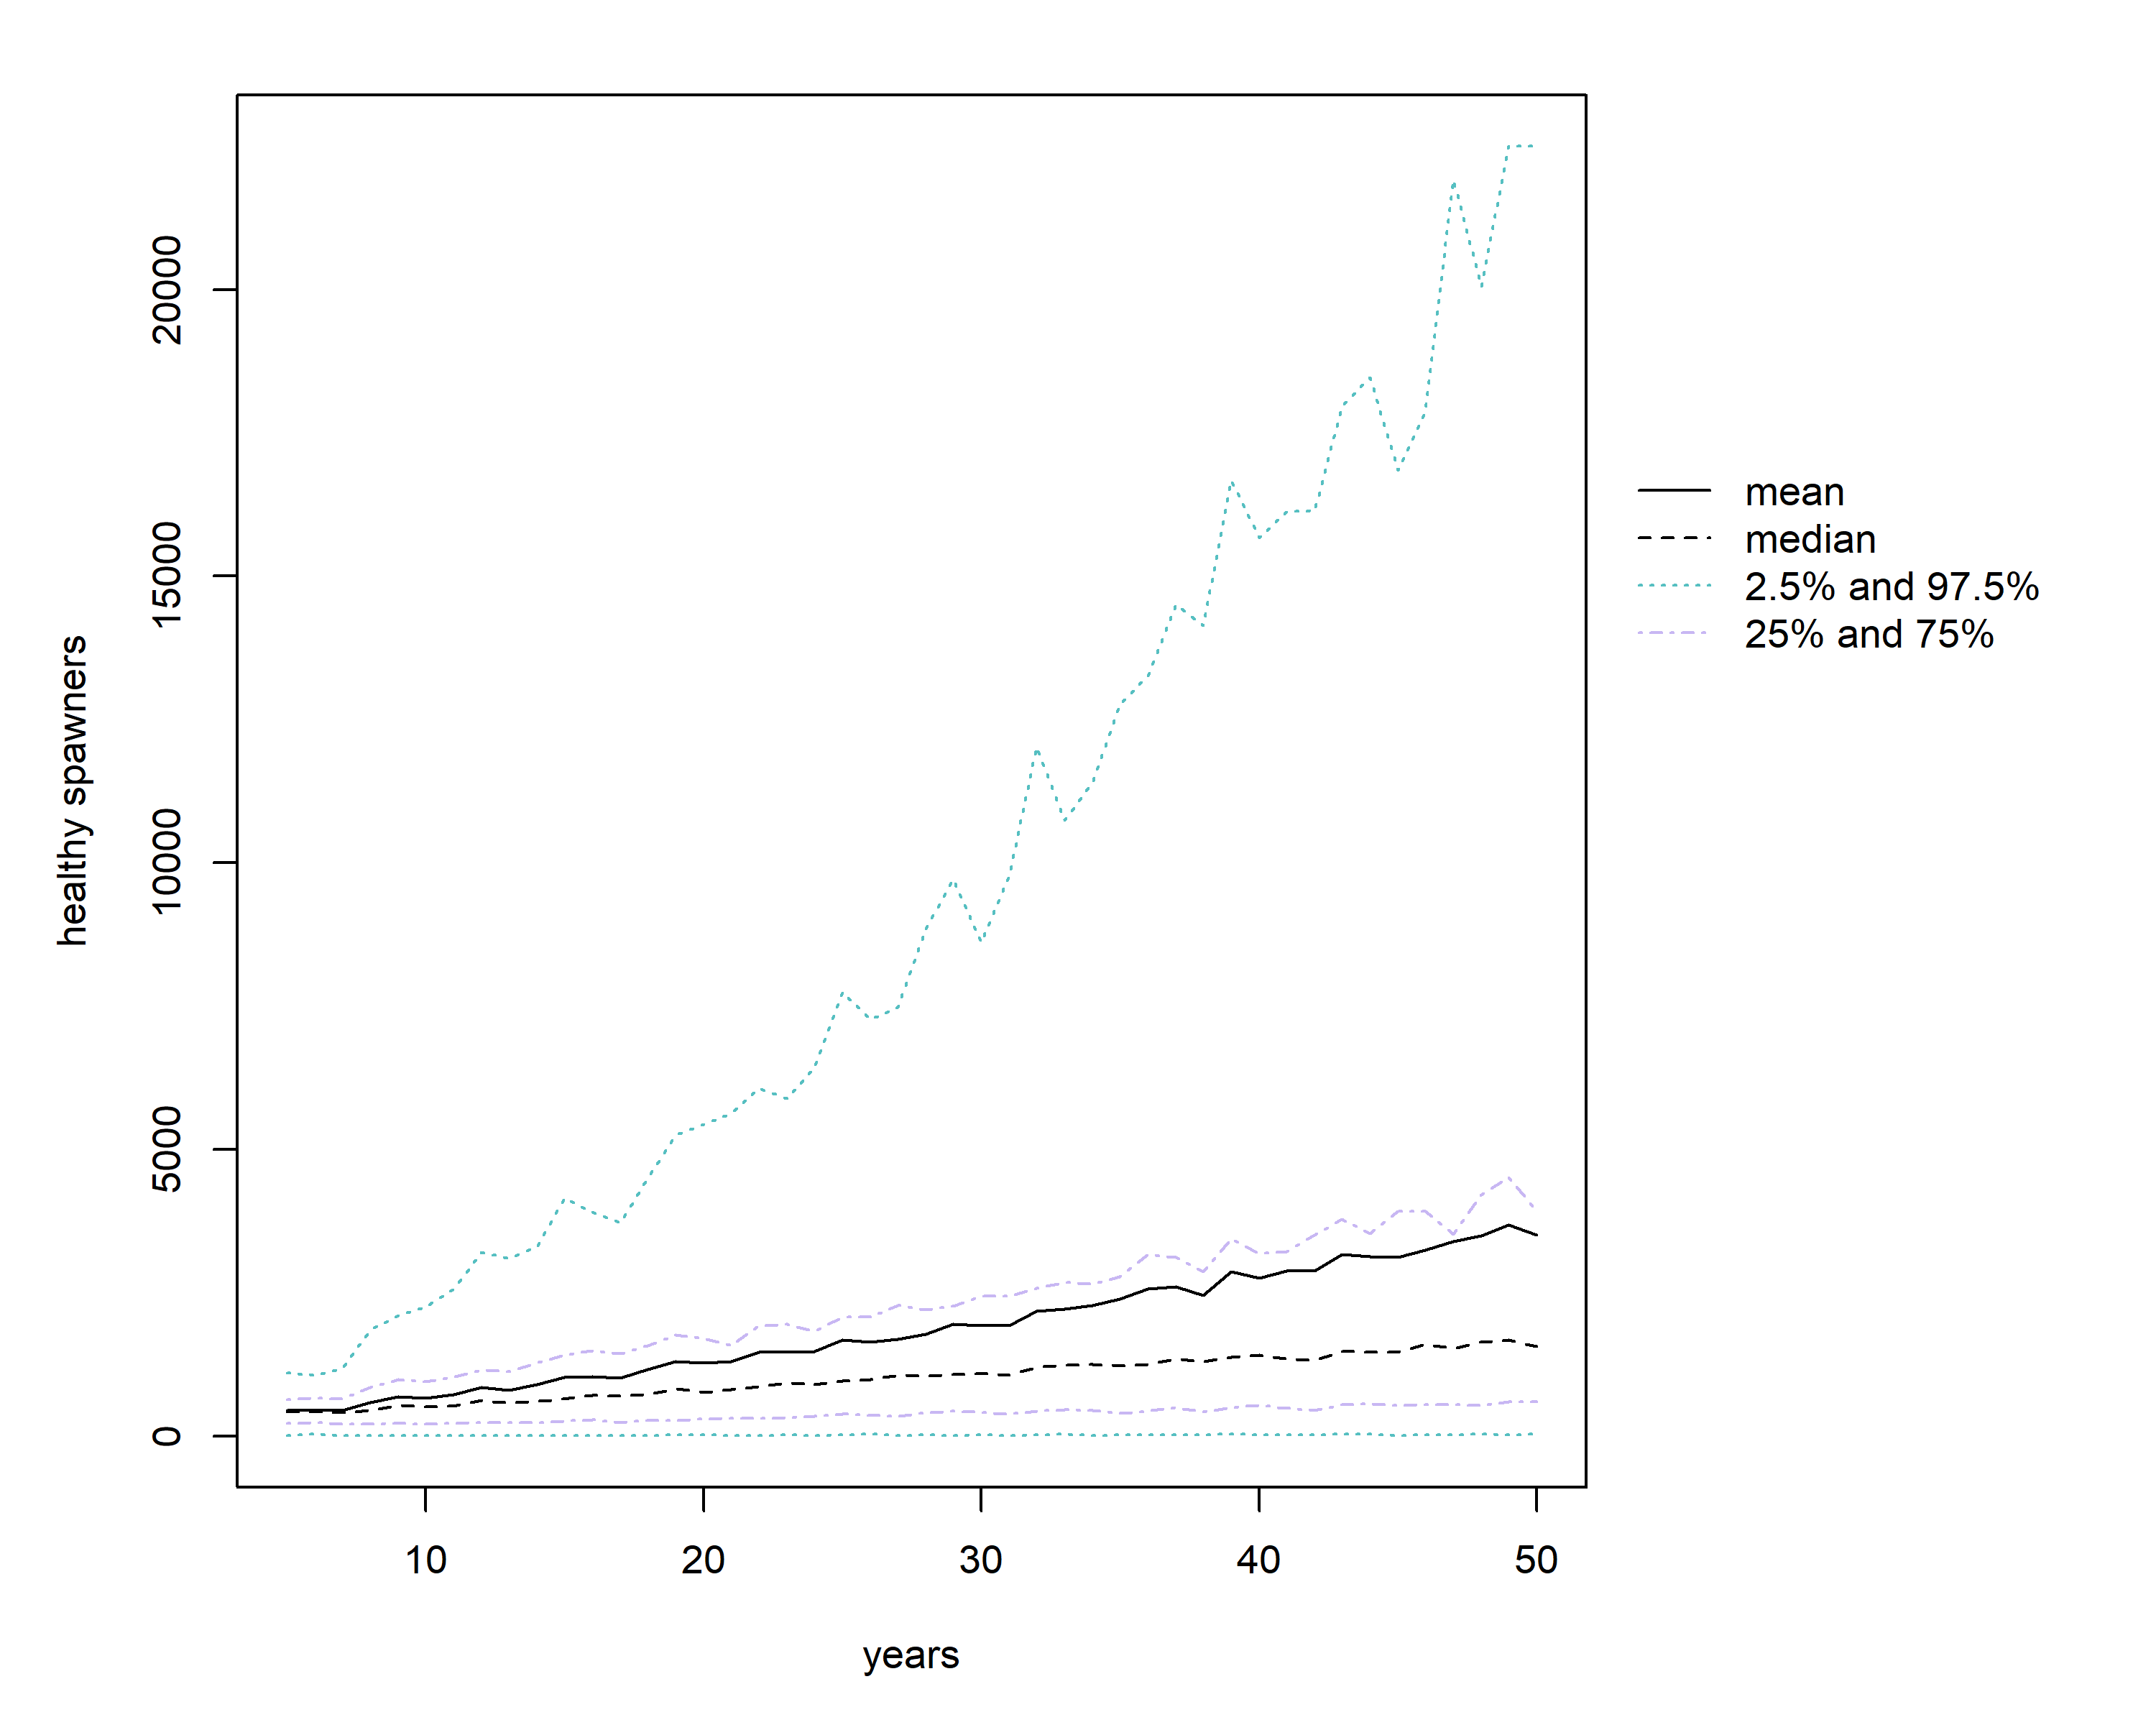 healthy spawners
20000
15000
10000
5000
0
10 20 30 40 50
years
mean
median
2.5% and 97.5%
25% and 75%